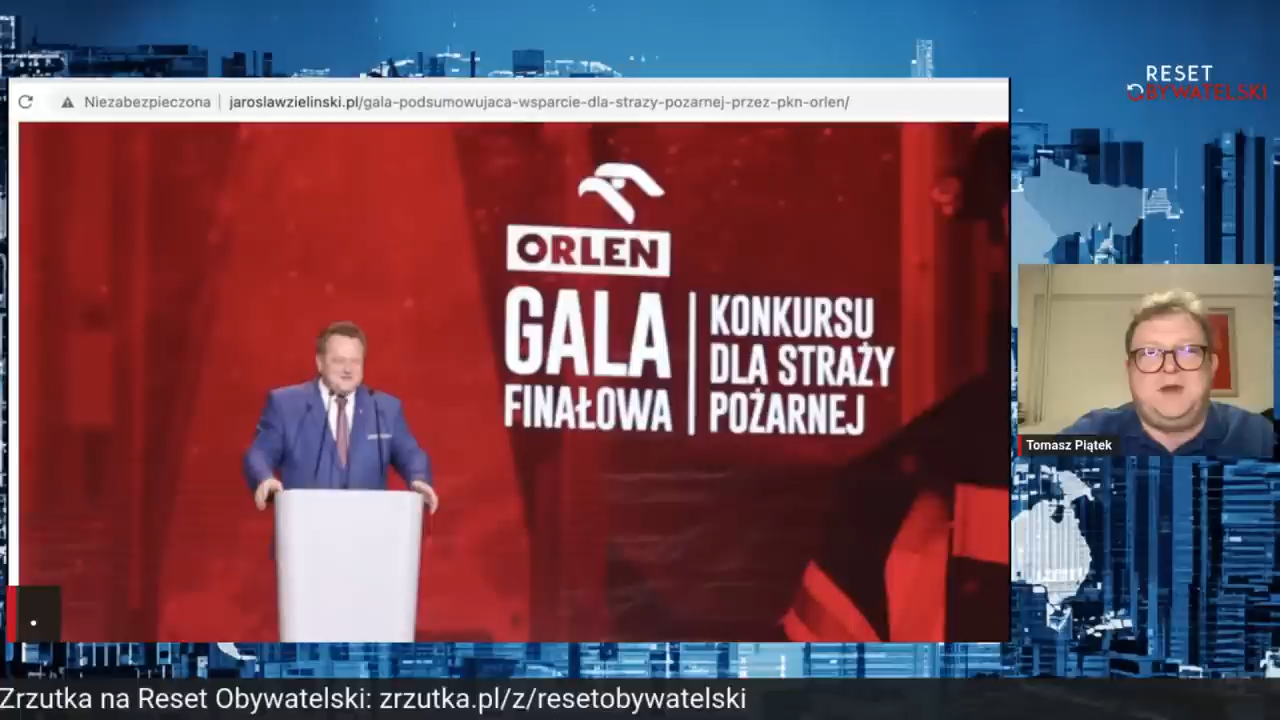 RESET
OBYWATELSKI
Niezabezpieczona | jaroslawzielinski.pl/gala-podsumowujaca-wsparcie-dla-strazy-pozarnej-przez-pkn-orlen/
ORLEN
GALA
FINAŁOWA
KONKURSU
DLA STRAŻY
POŻARNEJ
Tomasz Piątek
Zrzutka na Reset Obywatelski: zrzutka.pl/z/resetobywatelski